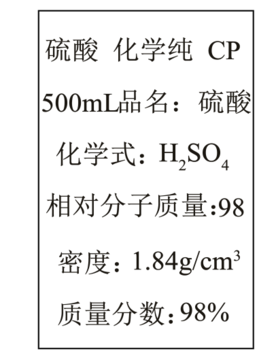 硫酸 化学纯 CP
500mL品名：硫酸
化学式：H₂SO₄
相对分子质量:98
密度：1.84g/cm³
质量分数:98%